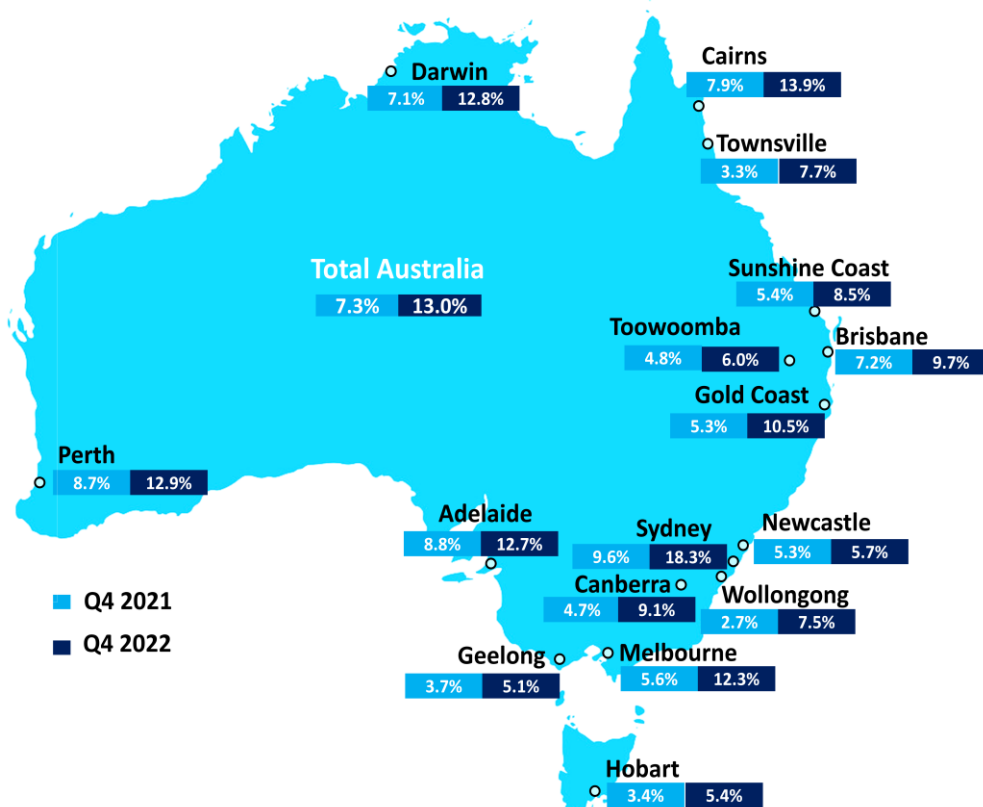 Darwin
7.1% 12.8%
Cairns
7.9% 13.9%
Townsville
3.3% 7.7%
Total Australia
7.3% 13.0%
Sunshine Coast
5.4% 8.5%
Toowoomba
4.8% 6.0%
Brisbane
7.2% 9.7%
Gold Coast
5.3% 10.5%
Perth
8.7% 12.9%
Adelaide
8.8% 12.7%
Sydney
9.6% 18.3%
Newcastle
5.3% 5.7%
Canberra
4.7% 9.1%
Wollongong
2.7% 7.5%
Q4 2021
Q4 2022
Geelong
3.7% 5.1%
Melbourne
5.6% 12.3%
Hobart
3.4% 5.4%